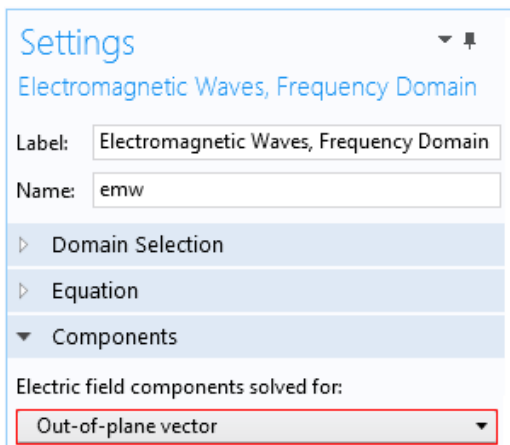 Settings
Electromagnetic Waves, Frequency Domain
Label: Electromagnetic Waves, Frequency Domain
Name: emw
Domain Selection
Equation
Components
Electric field components solved for:
Out-of-plane vector